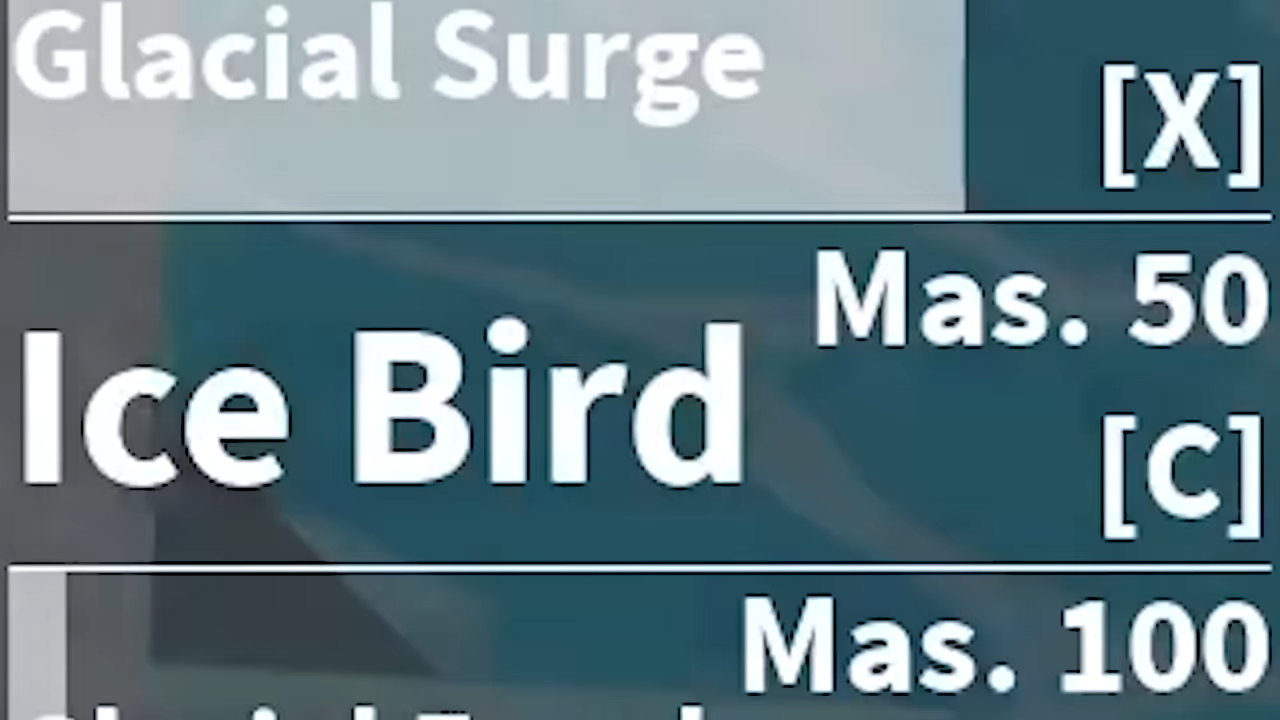 Glacial Surge
[X]
Mas. 50
Ice Bird
[C]
Mas. 100